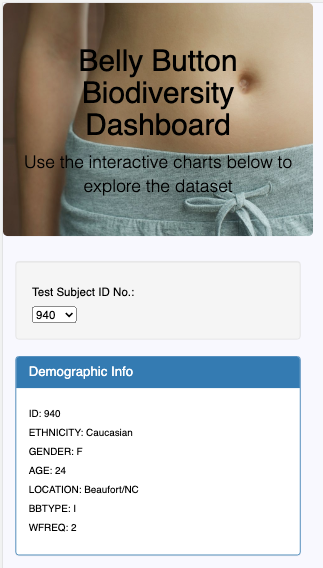 Belly Button
Biodiversity
Dashboard
Use the interactive charts below to
explore the dataset
Test Subject ID No.:
940
Demographic Info
ID: 940
ETHNICITY: Caucasian
GENDER: F
AGE: 24
LOCATION: Beaufort/NC
BBTYPE: I
WFREQ: 2